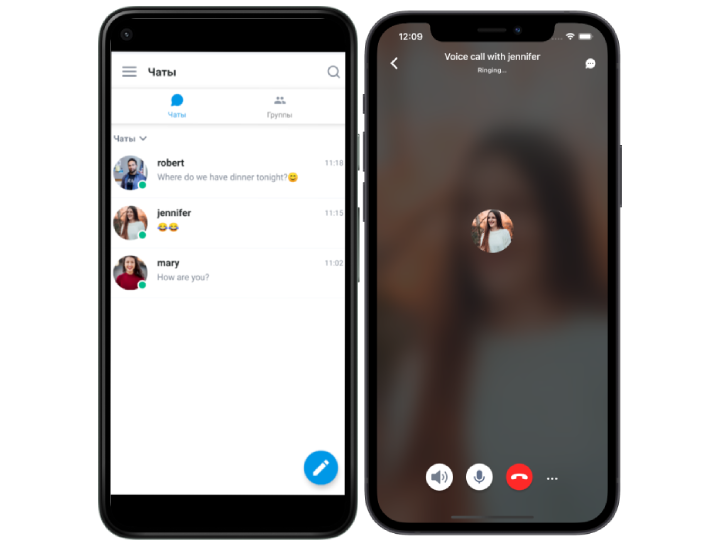 Чаты
Чаты
Группы
Чаты
robert
11:18
Where do we have dinner tonight?😀
jennifer
11:15
😂😂
mary
11:02
How are you?
12:09
Voice call with jennifer
Ringing...